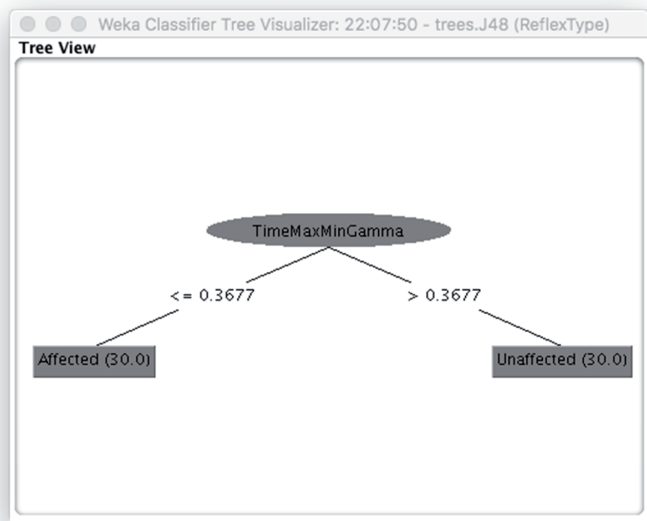 Weka Classifier Tree Visualizer: 22:07:50 - trees.J48 (ReflexType)
Tree View
TimeMaxMinGamma
<= 0.3677
> 0.3677
Affected (30.0)
Unaffected (30.0)